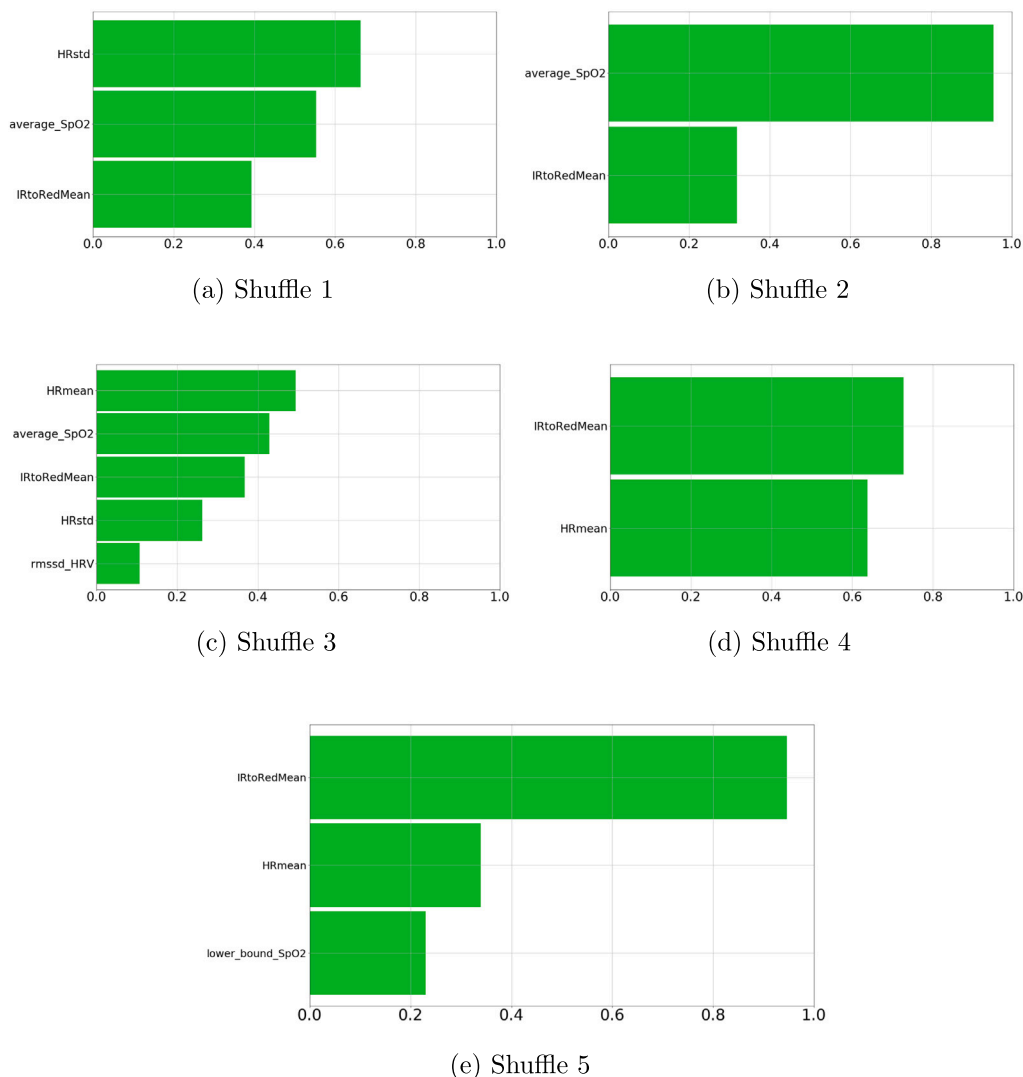 HRstd
average_SpO2
IRtoRedMean
0.0 0.2 0.4 0.6 0.8 1.0
(a) Shuffle 1
average_SpO2
IRtoRedMean
0.0 0.2 0.4 0.6 0.8 1.0
(b) Shuffle 2
HRmean
average_SpO2
IRtoRedMean
HRstd
rmssd_HRV
0.0 0.2 0.4 0.6 0.8 1.0
(c) Shuffle 3
IRtoRedMean
HRmean
0.0 0.2 0.4 0.6 0.8 1.0
(d) Shuffle 4
IRtoRedMean
HRmean
lower_bound_SpO2
0.0 0.2 0.4 0.6 0.8 1.0
(e) Shuffle 5